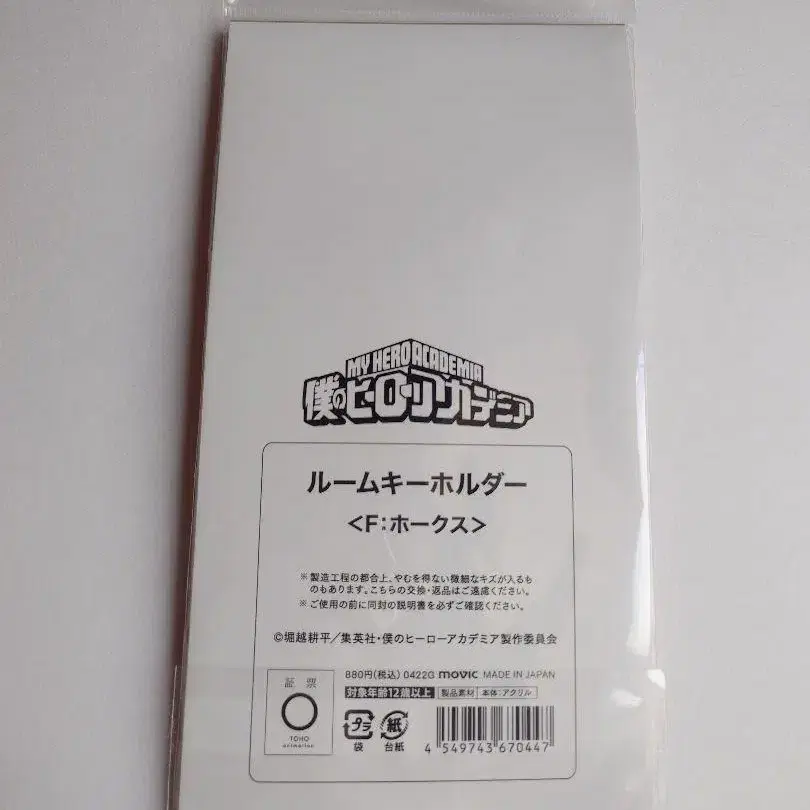 MY HERO ACADEMIA
僕のヒーローアカデミア
ルームキーホルダー
<F:ホークス>
※製造工程の都合上、やむを得ない微細なキズが入るも
のもあります。こちらの交換・返品はご遠慮ください。
※ご使用の前に同封の説明書を必ずご確認ください。
©堀越耕平/集英社・僕のヒーローアカデミア製作委員会
880円(税込) 0422G movic MADE IN JAPAN
対象年齢12歳以上 製品素材 本体:アクリル
証票
TOHO
animation
プラ
袋
紙
台紙
4 549743 670447